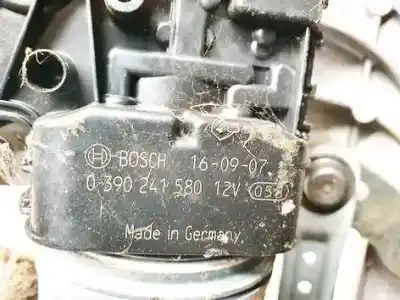 BOSCH 16-09-07
0 390 241 580 12V
Made in Germany